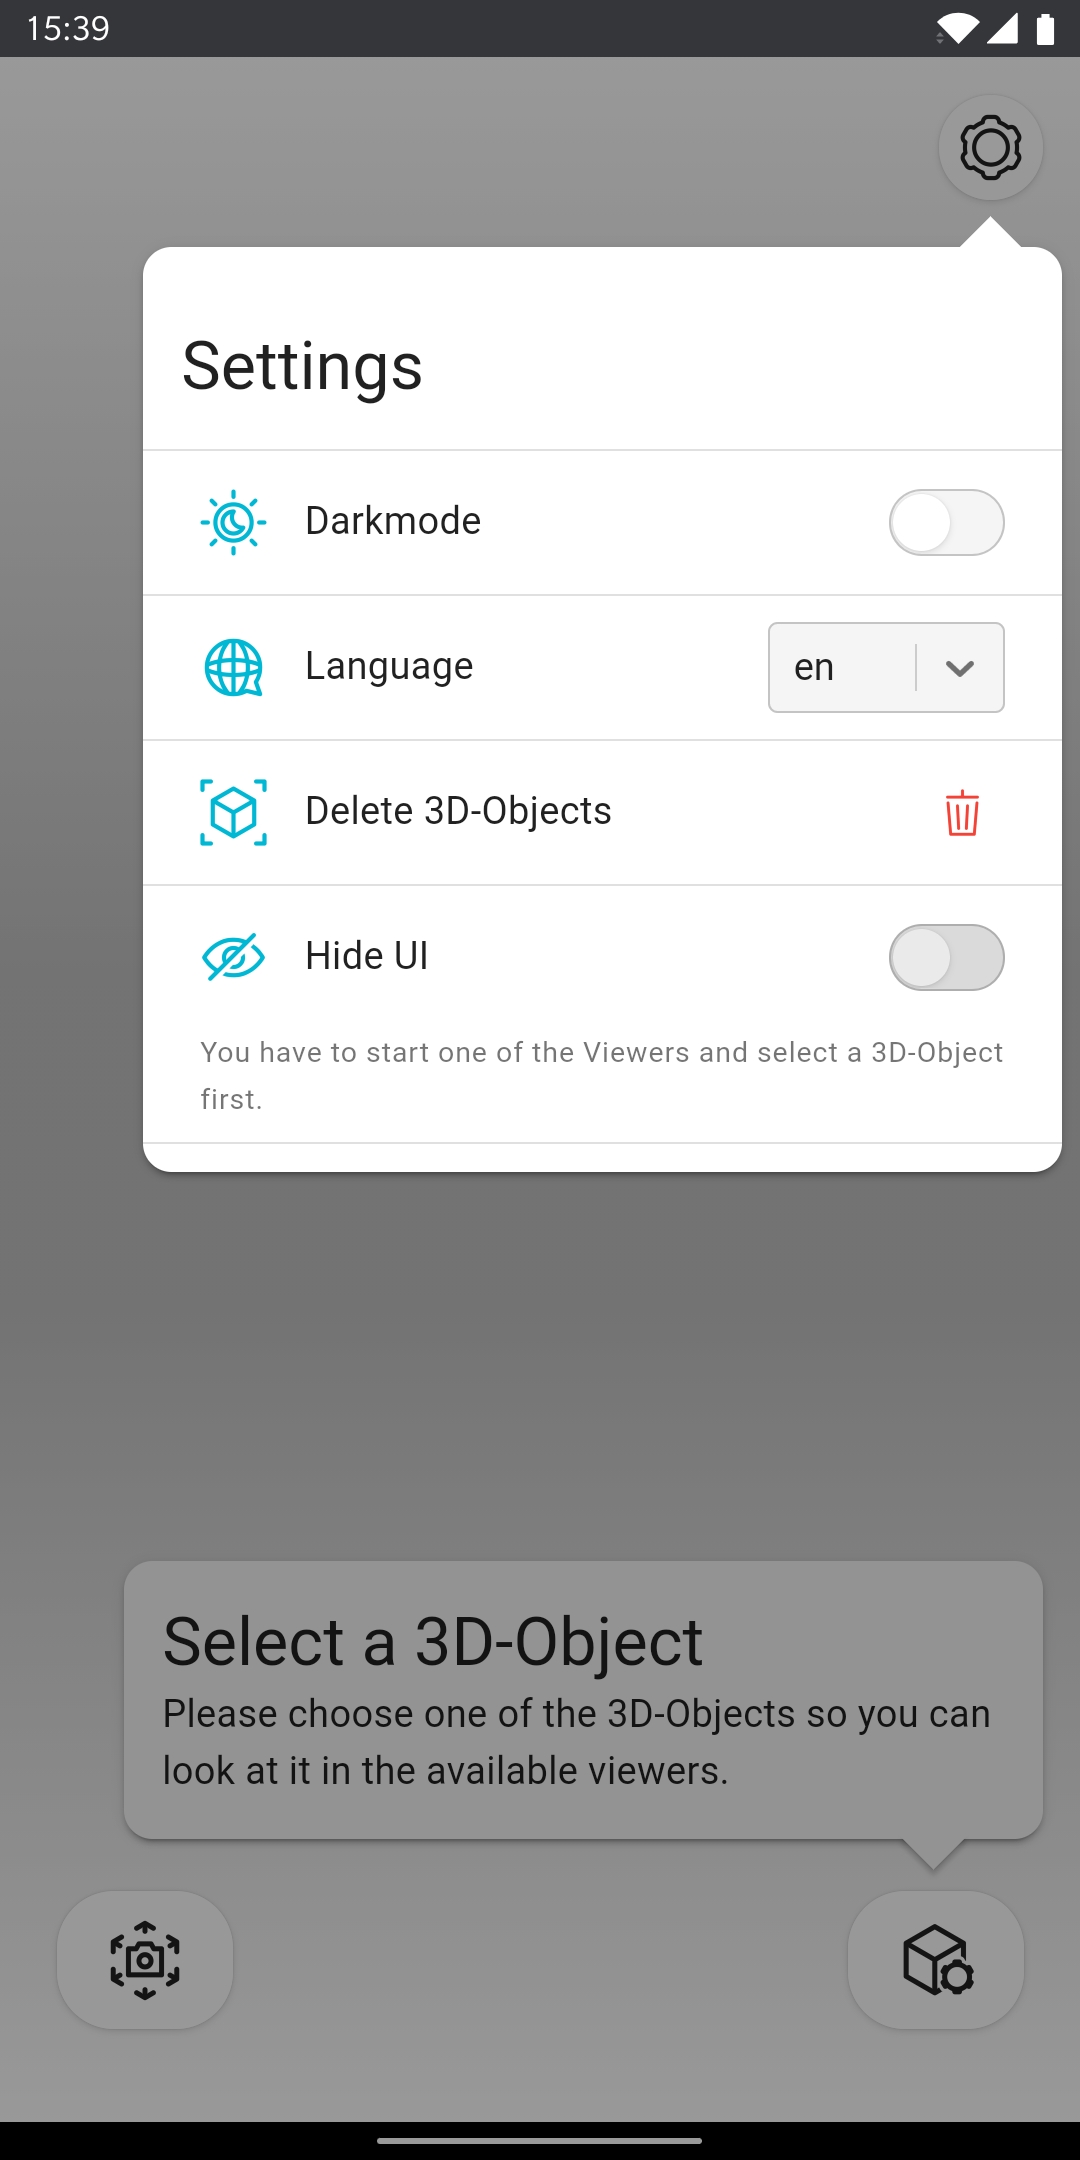 15:39
Settings
Darkmode
Language
en
Delete 3D-Objects
Hide UI
You have to start one of the Viewers and select a 3D-Object
first.
Select a 3D-Object
Please choose one of the 3D-Objects so you can
look at it in the available viewers.